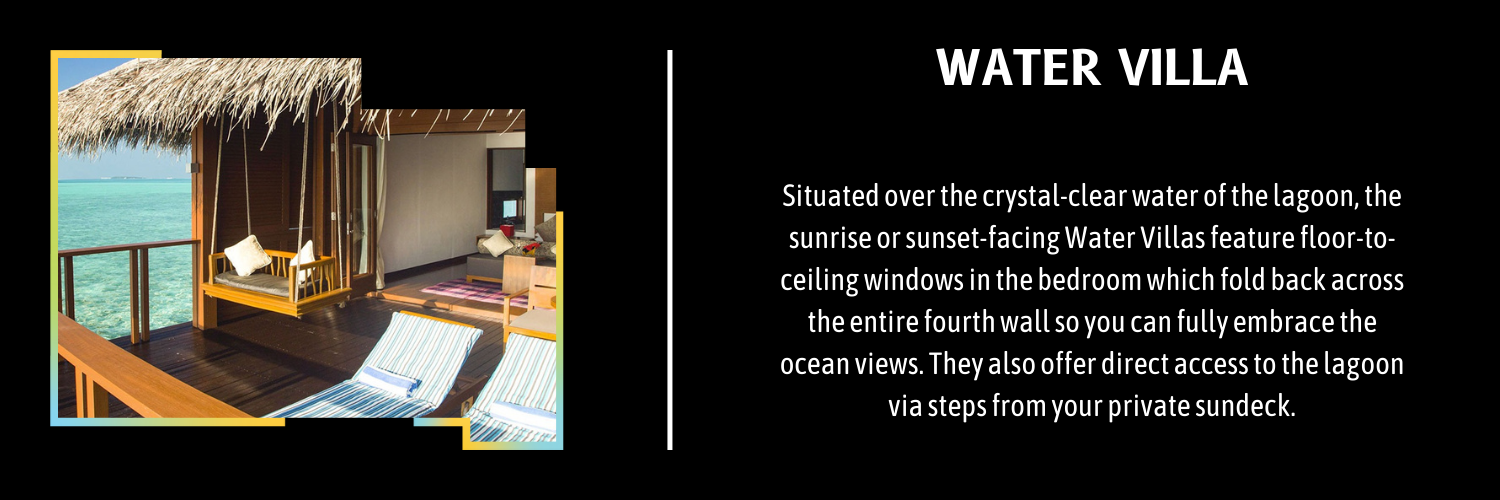 WATER VILLA
Situated over the crystal-clear water of the lagoon, the
sunrise or sunset-facing Water Villas feature floor-to-
ceiling windows in the bedroom which fold back across
the entire fourth wall so you can fully embrace the
ocean views. They also offer direct access to the lagoon
via steps from your private sundeck.